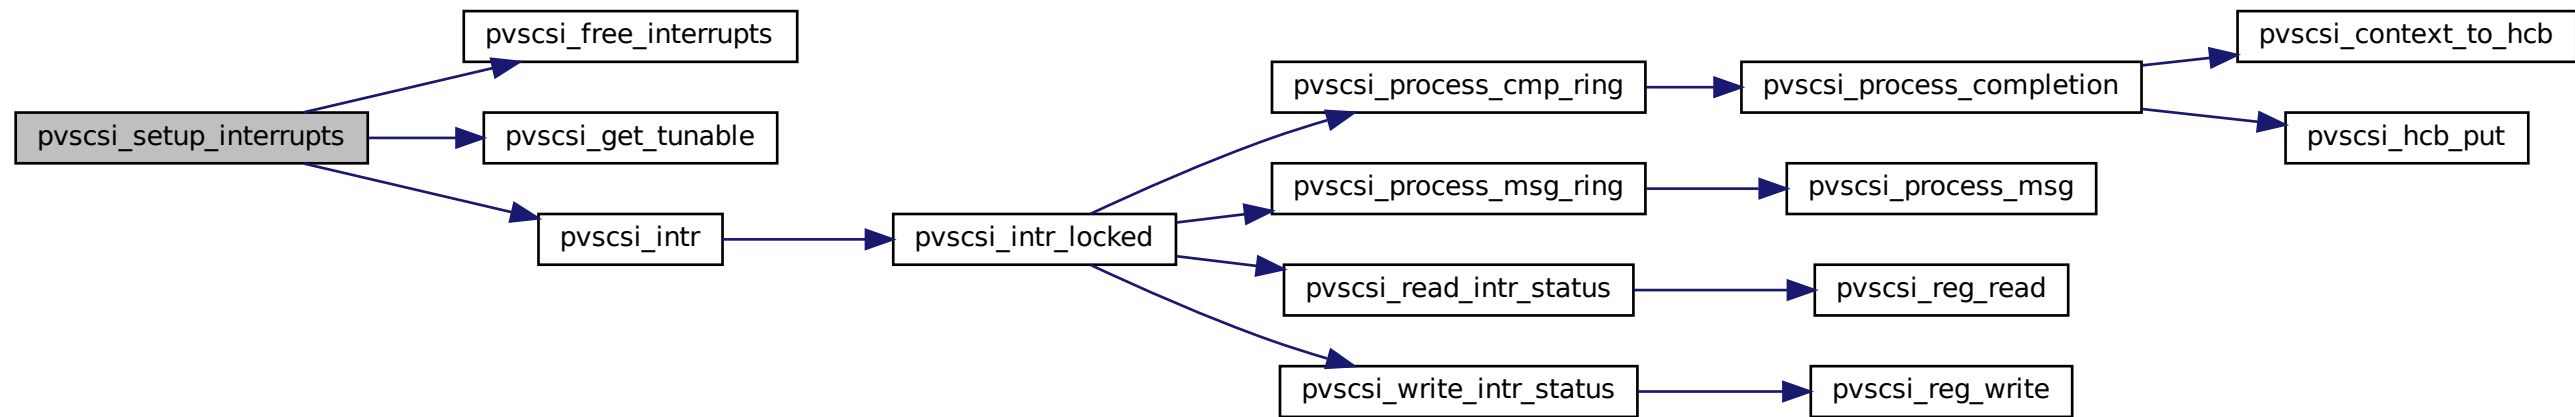 pvscsi_setup_interrupts
pvscsi_free_interrupts
pvscsi_get_tunable
pvscsi_intr
pvscsi_intr_locked
pvscsi_process_cmp_ring
pvscsi_process_msg_ring
pvscsi_read_intr_status
pvscsi_write_intr_status
pvscsi_process_completion
pvscsi_process_msg
pvscsi_reg_read
pvscsi_reg_write
pvscsi_context_to_hcb
pvscsi_hcb_put